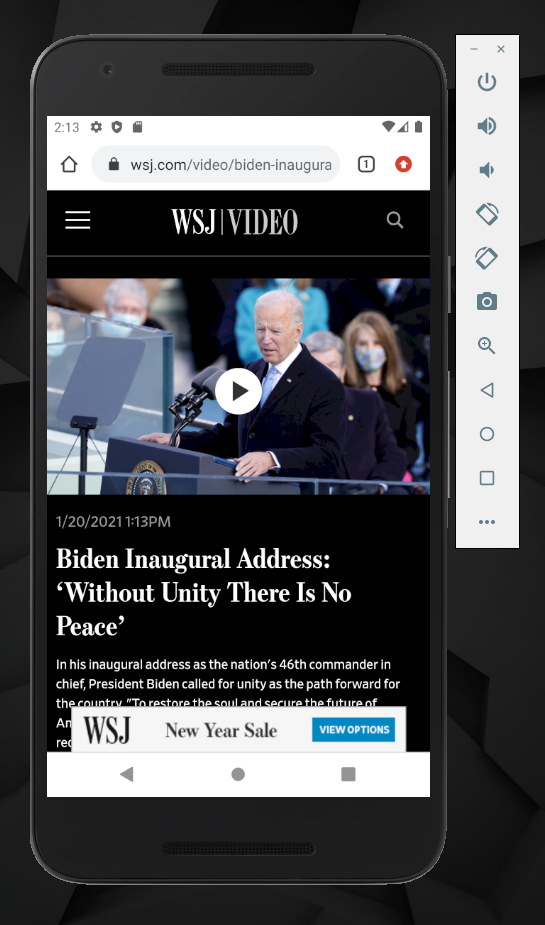 2:13
wsj.com/video/biden-inaugura
1
WSJ|VIDEO
1/20/2021 1:13PM
Biden Inaugural Address:
‘Without Unity There Is No
Peace’
In his inaugural address as the nation's 46th commander in
chief, President Biden called for unity as the path forward for
the country. "To restore the soul and secure the future of
Am
rec
WSJ New Year Sale VIEW OPTIONS